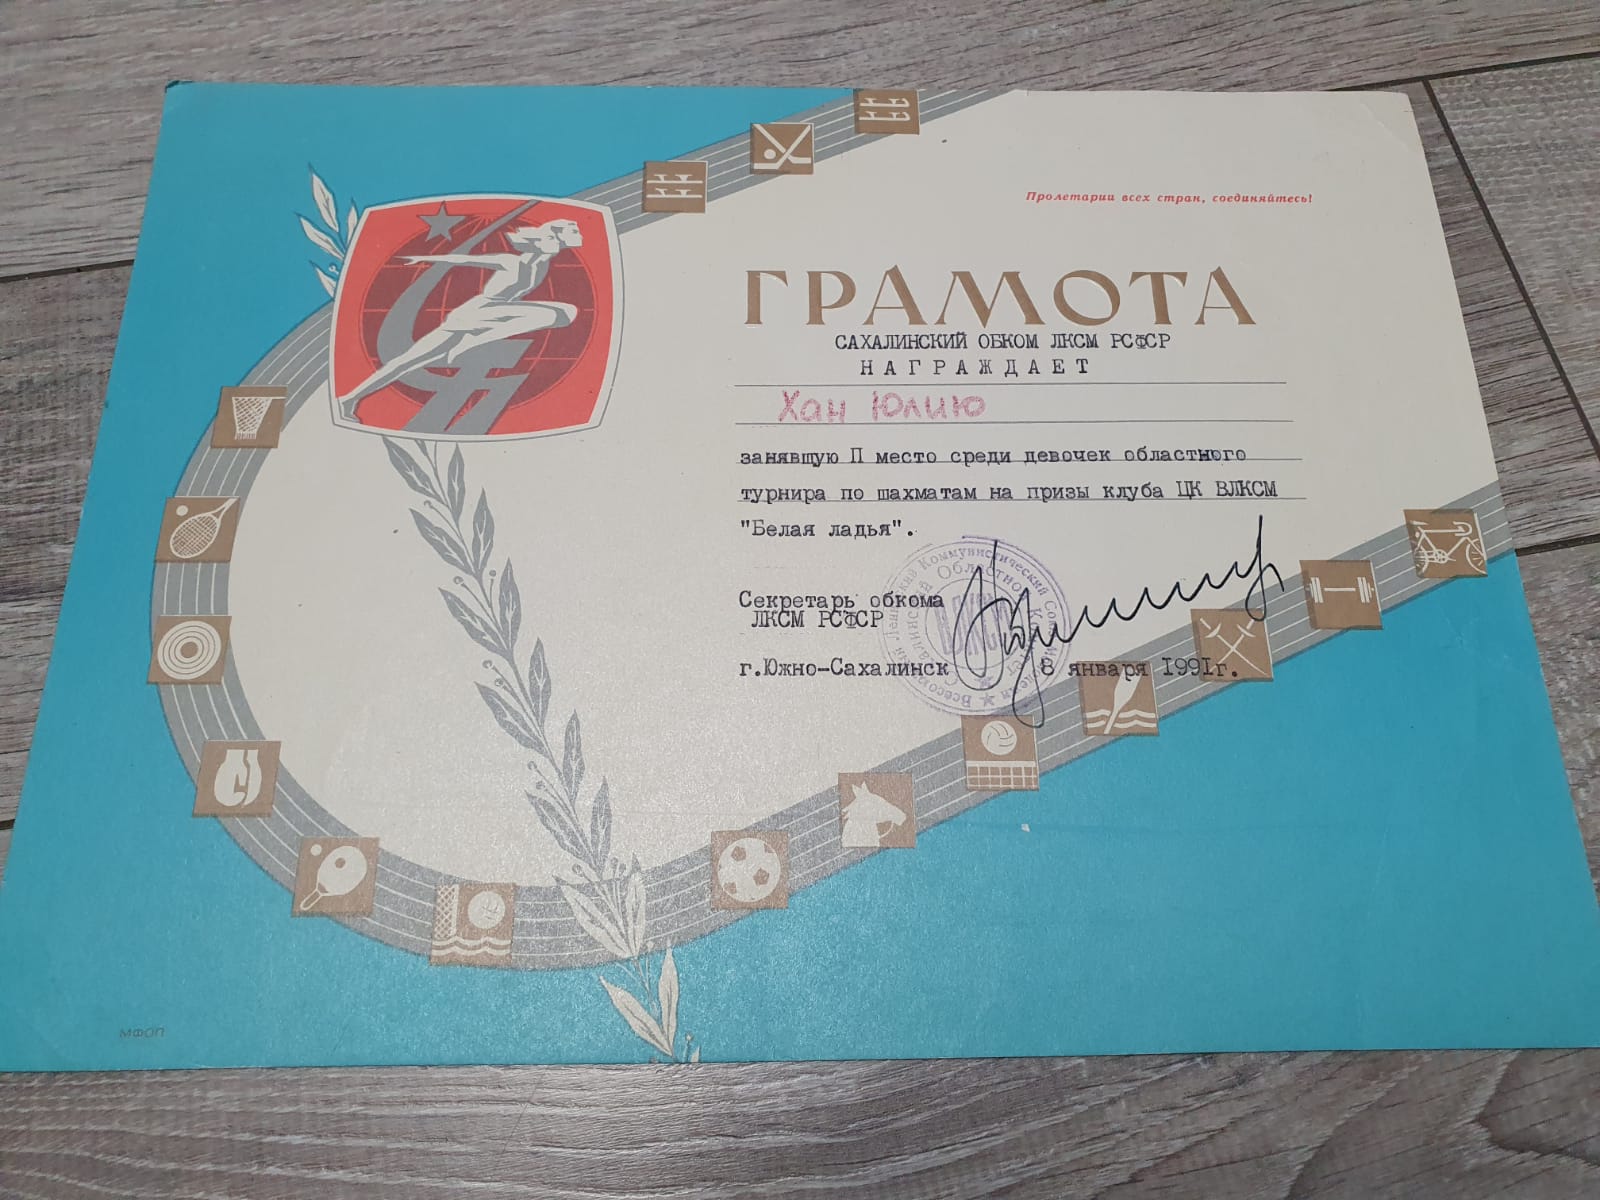 Пролетарии всех стран, соединяйтесь!
ГРАМОТА
САХАЛИНСКИЙ ОБКОМ ЛКСМ РСФСР
НАГРАЖДАЕТ
Хан Юлию
занявшую П место среди девочек областного
турнира по шахматам на призы клуба ЦК ВЛКСМ
"Белая ладья".
Секретарь обкома
ЛКСМ РСФСР
г.Южно-Сахалинск 8 января 1991г.
ВЛКСМ
МФОП